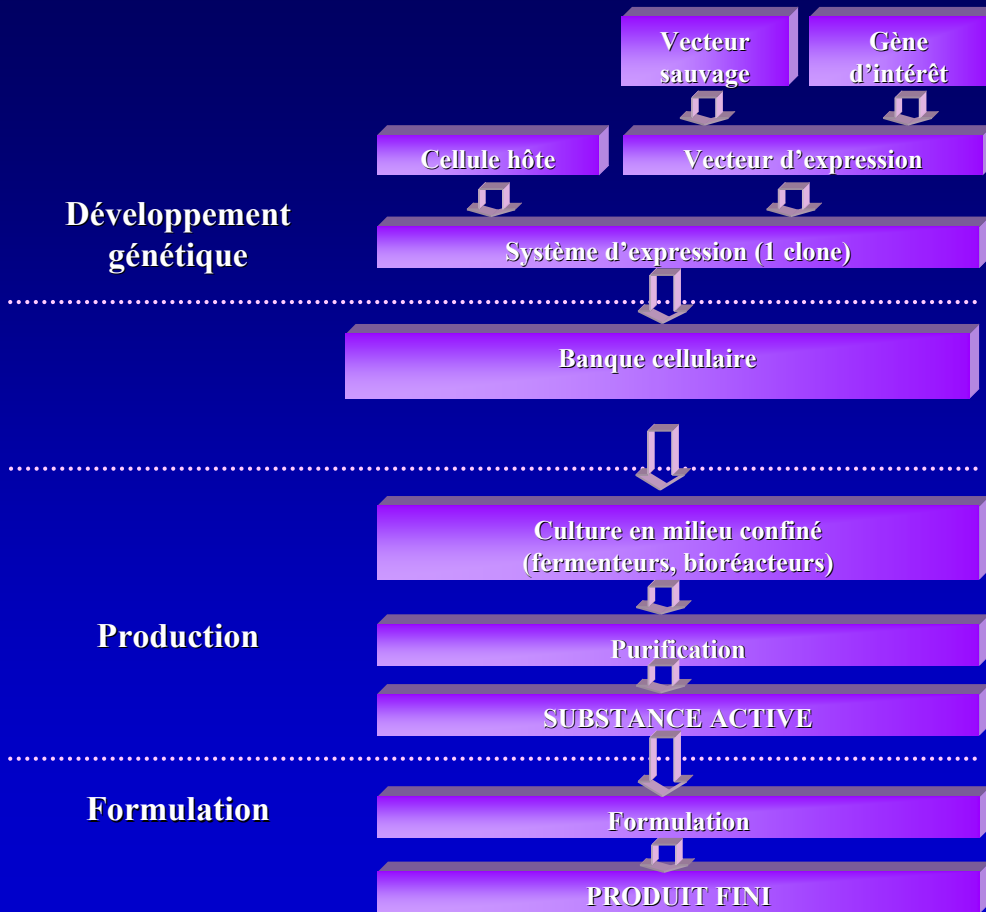 Vecteur
sauvage
Gène
d’intérêt
Cellule hôte
Vecteur d’expression
Développement
génétique
Système d’expression (1 clone)
Banque cellulaire
Culture en milieu confiné
(fermenteurs, bioréacteurs)
Production
Purification
SUBSTANCE ACTIVE
Formulation
Formulation
PRODUIT FINI